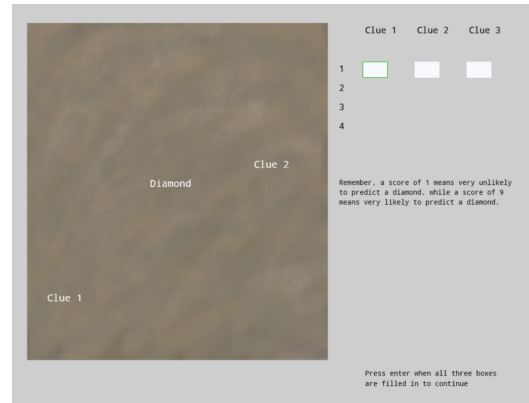 Clue 1 Clue 2 Clue 3
1
2
3
4
Clue 2
Diamond
Clue 1
Remember, a score of 1 means very unlikely
to predict a diamond, while a score of 9
means very likely to predict a diamond.
Press enter when all three boxes
are filled in to continue